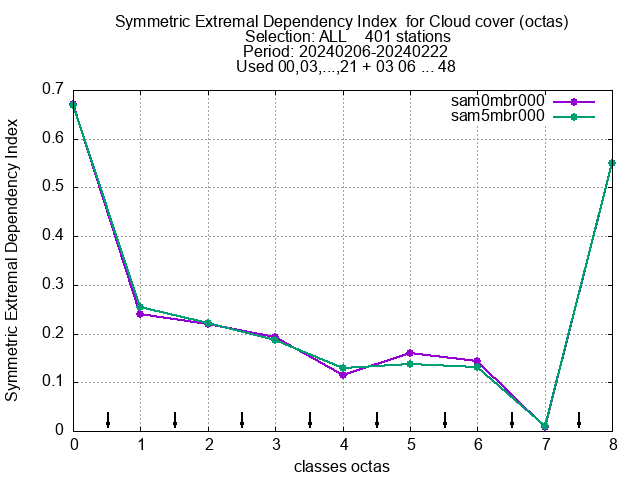 Symmetric Extremal Dependency Index  for Cloud cover (octas)
Selection: ALL    401 stations
Period: 20240206-20240222
Used 00,03,...,21 + 03 06 ... 48
sam0mbr000
sam5mbr000
Symmetric Extremal Dependency Index
0.7
0.6
0.5
0.4
0.3
0.2
0.1
0
0 1 2 3 4 5 6 7 8
classes octas